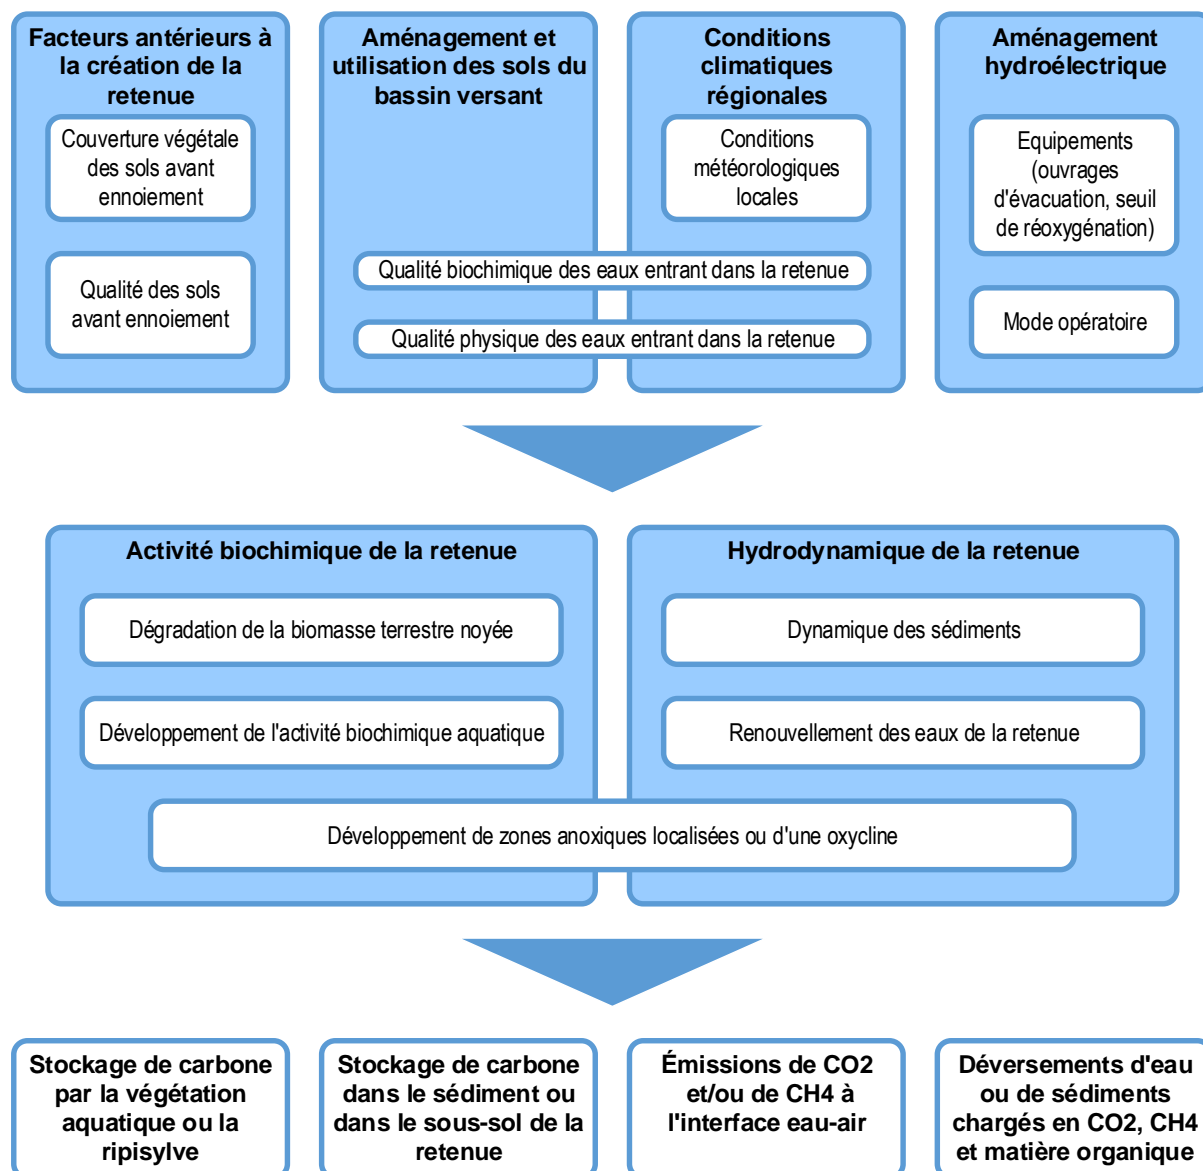 Facteurs antérieurs à
la création de la
retenue
Couverture végétale
des sols avant
ennoiement
Qualité des sols
avant ennoiement
Aménagement et
utilisation des sols du
bassin versant
Conditions
climatiques
régionales
Conditions
météorologiques
locales
Qualité biochimique des eaux entrant dans la retenue
Qualité physique des eaux entrant dans la retenue
Aménagement
hydroélectrique
Equipements
(ouvrages
d'évacuation, seuil
de réoxygénation)
Mode opératoire
Activité biochimique de la retenue
Dégradation de la biomasse terrestre noyée
Développement de l'activité biochimique aquatique
Hydrodynamique de la retenue
Dynamique des sédiments
Renouvellement des eaux de la retenue
Développement de zones anoxiques localisées ou d'une oxycline
Stockage de carbone
par la végétation
aquatique ou la
ripisylve
Stockage de carbone
dans le sédiment ou
dans le sous-sol de la
retenue
Émissions de CO2
et/ou de CH4 à
l'interface eau-air
Déversements d'eau
ou de sédiments
chargés en CO2, CH4
et matière organique